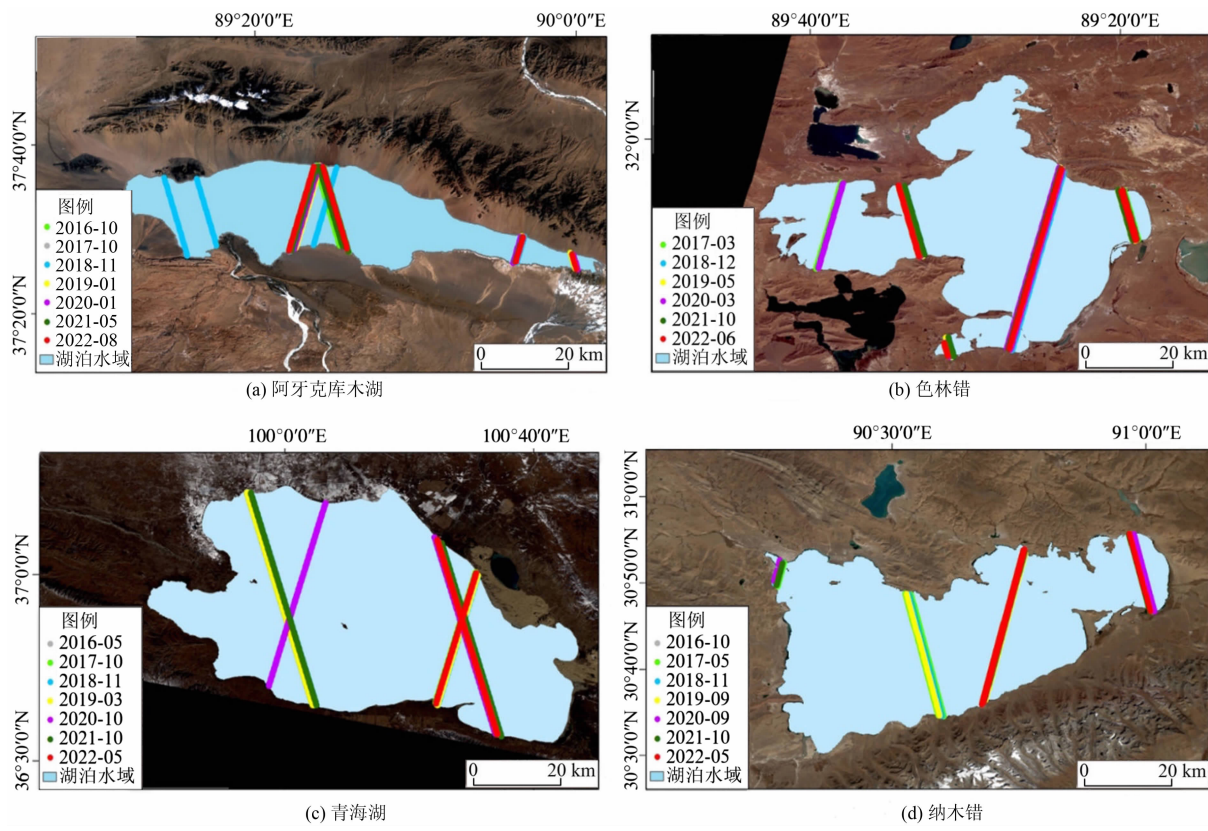 89°20′0″E
90°0′0″E
37°40′0″N
37°20′0″N
图例
2016-10
2017-10
2018-11
2019-01
2020-01
2021-05
2022-08
湖泊水域
0
20 km
(a) 阿牙克库木湖
89°40′0″E
89°20′0″E
32°0′0″N
图例
2017-03
2018-12
2019-05
2020-03
2021-10
2022-06
湖泊水域
0
20 km
(b) 色林错
100°0′0″E
100°40′0″E
37°0′0″N
36°30′0″N
图例
2016-05
2017-10
2018-11
2019-03
2020-10
2021-10
2022-05
湖泊水域
0
20 km
(c) 青海湖
90°30′0″E
91°0′0″E
31°0′0″N
30°50′0″N
30°40′0″N
30°30′0″N
图例
2016-10
2017-05
2018-11
2019-09
2020-09
2021-10
2022-05
湖泊水域
0
20 km
(d) 纳木错